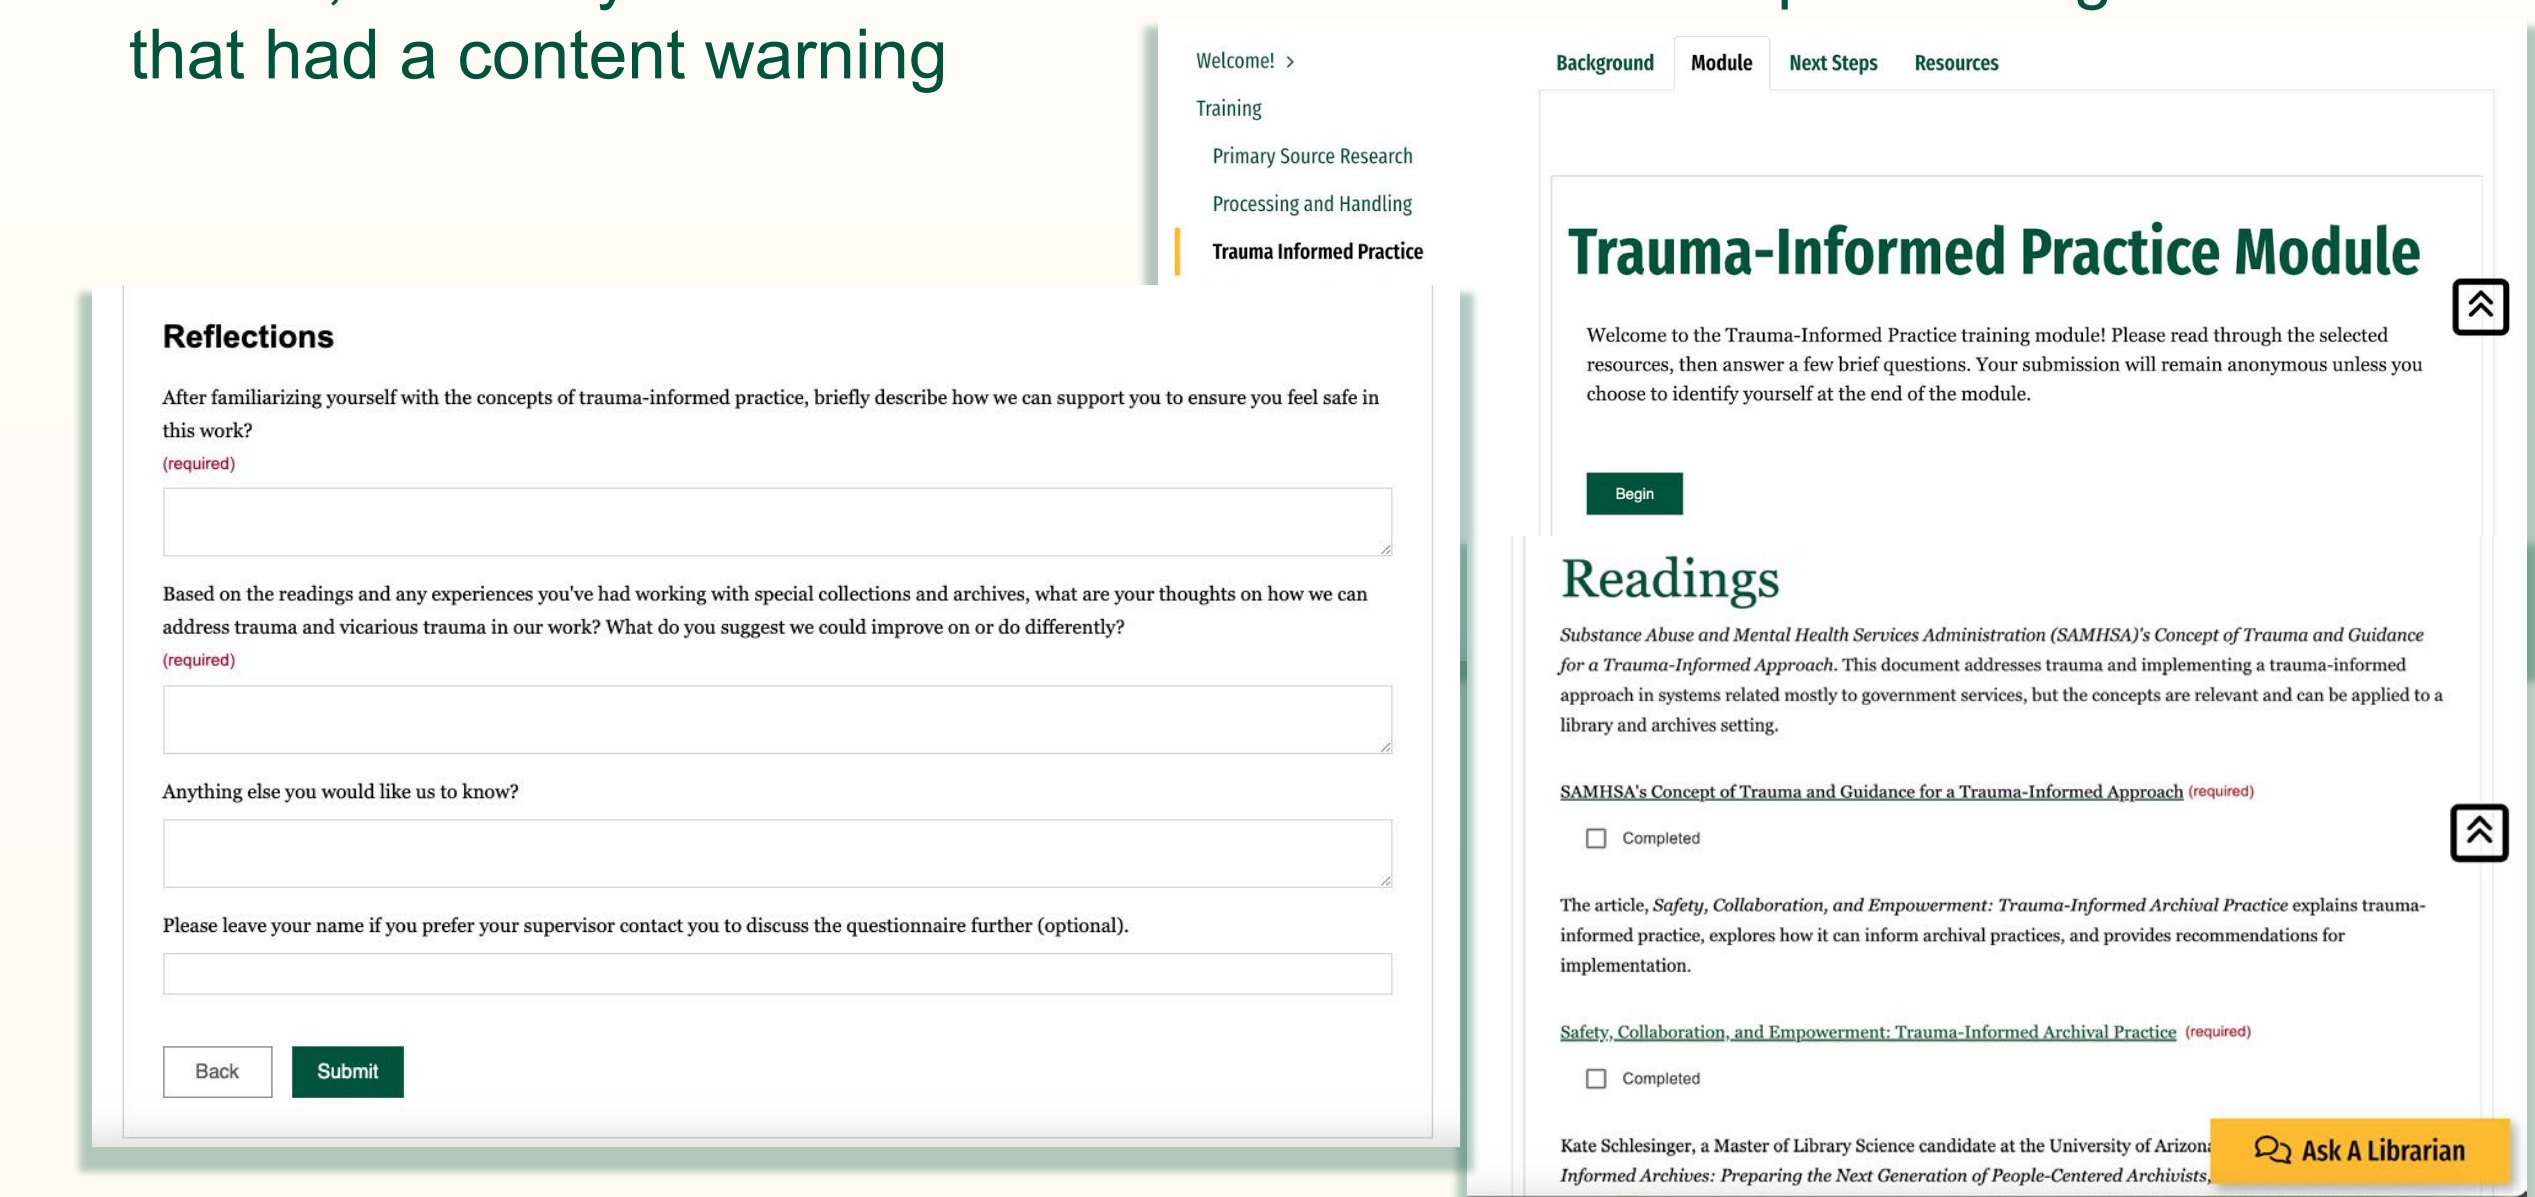 that had a content warning
Welcome! >
Training
Primary Source Research
Processing and Handling
Trauma Informed Practice
Background Module Next Steps Resources
Trauma-Informed Practice Module
Welcome to the Trauma-Informed Practice training module! Please read through the selected
resources, then answer a few brief questions. Your submission will remain anonymous unless you
choose to identify yourself at the end of the module.
Begin
Reflections
After familiarizing yourself with the concepts of trauma-informed practice, briefly describe how we can support you to ensure you feel safe in
this work?
(required)
Based on the readings and any experiences you've had working with special collections and archives, what are your thoughts on how we can
address trauma and vicarious trauma in our work? What do you suggest we could improve on or do differently?
(required)
Anything else you would like us to know?
Please leave your name if you prefer your supervisor contact you to discuss the questionnaire further (optional).
Back Submit
Readings
Substance Abuse and Mental Health Services Administration (SAMHSA)'s Concept of Trauma and Guidance
for a Trauma-Informed Approach. This document addresses trauma and implementing a trauma-informed
approach in systems related mostly to government services, but the concepts are relevant and can be applied to a
library and archives setting.
SAMHSA's Concept of Trauma and Guidance for a Trauma-Informed Approach (required)
Completed
The article, Safety, Collaboration, and Empowerment: Trauma-Informed Archival Practice explains trauma-
informed practice, explores how it can inform archival practices, and provides recommendations for
implementation.
Safety, Collaboration, and Empowerment: Trauma-Informed Archival Practice (required)
Completed
Kate Schlesinger, a Master of Library Science candidate at the University of
Informed Archives: Preparing the Next Generation of People-Centered Archivists,
Ask A Librarian